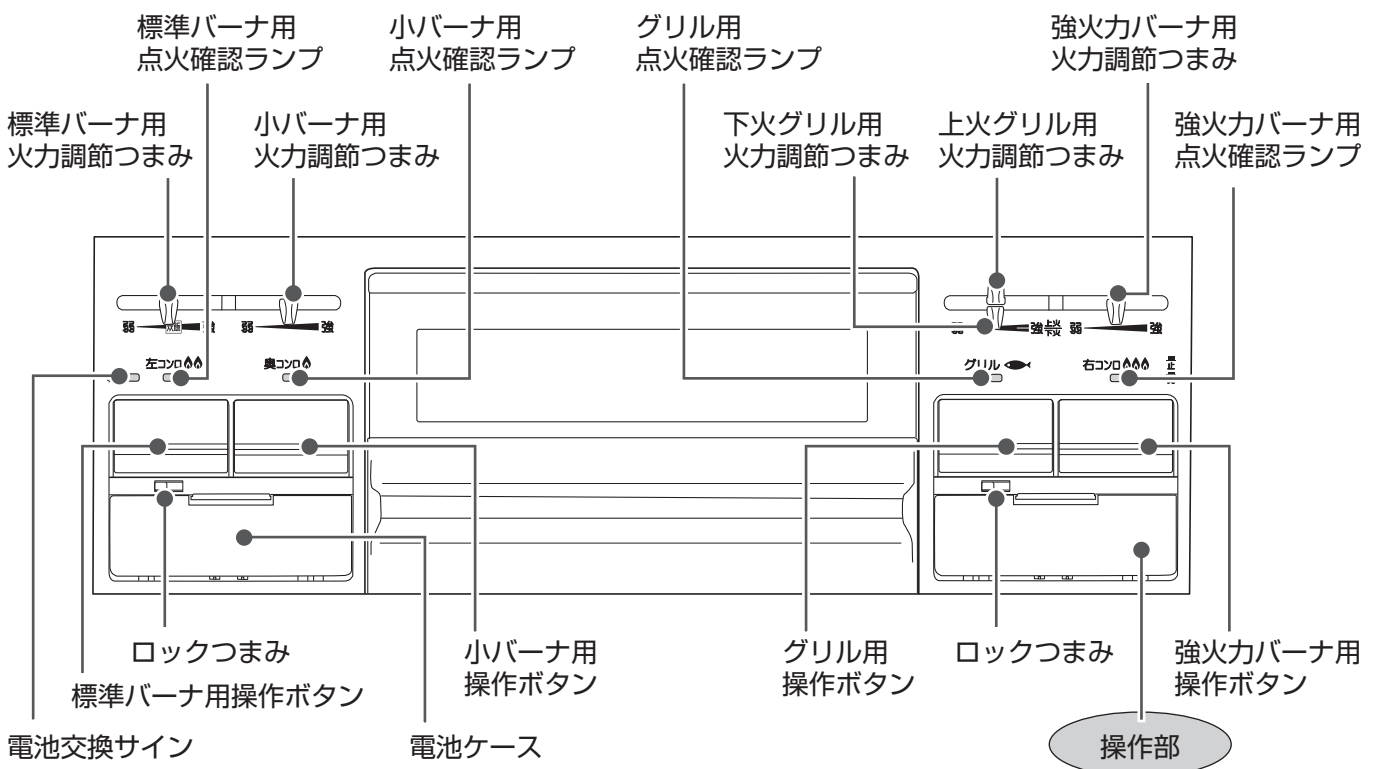 標準バーナ用
点火確認ランプ
小バーナ用
点火確認ランプ
グリル用
点火確認ランプ
強火力バーナ用
火力調節つまみ
標準バーナ用
火力調節つまみ
小バーナ用
火力調節つまみ
下火グリル用
火力調節つまみ
上火グリル用
火力調節つまみ
強火力バーナ用
点火確認ランプ
弱
炊飯
強
弱
強
弱
強
弱
強
左コンロ
奥コンロ
グリル
右コンロ
ロックつまみ
標準バーナ用操作ボタン
電池交換サイン
小バーナ用
操作ボタン
電池ケース
グリル用
操作ボタン
ロックつまみ
強火力バーナ用
操作ボタン
操作部